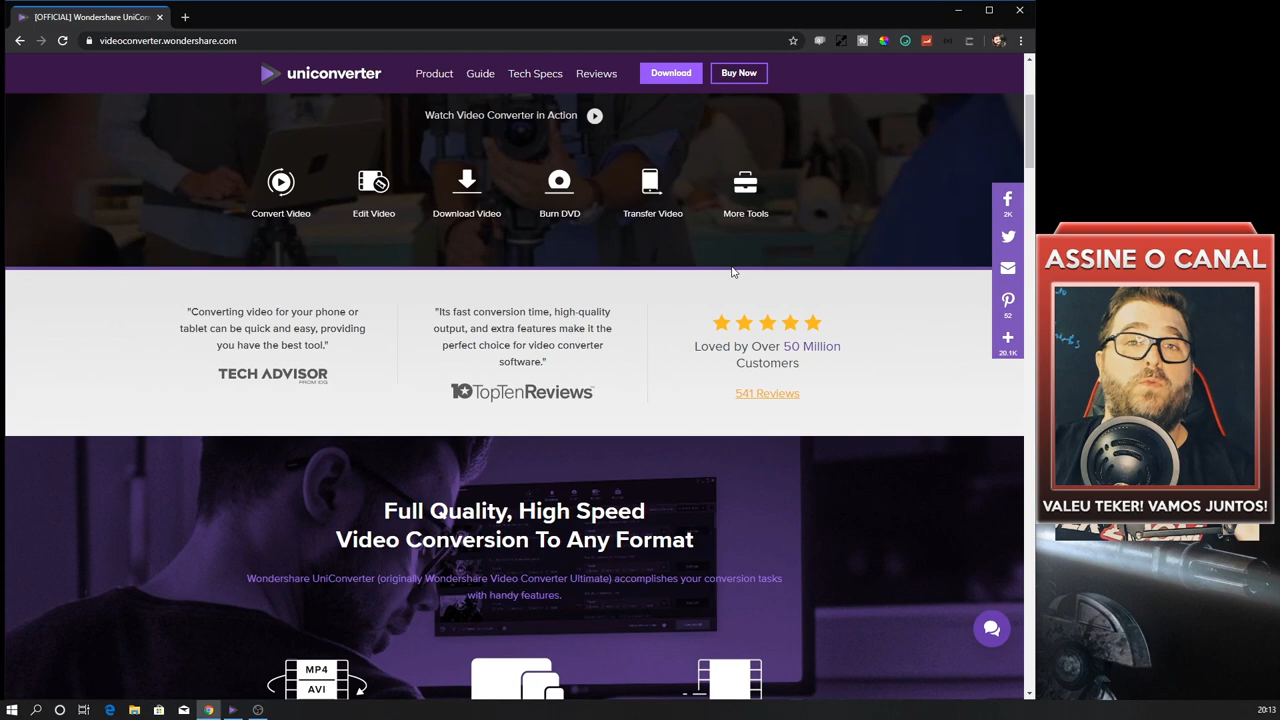 [OFFICIAL] Wondershare UniCon
videoconverter.wondershare.com
uniconverter
Product
Guide
Tech Specs
Reviews
Download
Buy Now
Watch Video Converter in Action
Convert Video
Edit Video
Download Video
Burn DVD
Transfer Video
More Tools
2K
52
20.1K
"Converting video for your phone or
tablet can be quick and easy, providing
you have the best tool."
TECH ADVISOR
FROM IDG
"Its fast conversion time, high-quality
output, and extra features make it the
perfect choice for video converter
software."
10TopTenReviews
Loved by Over 50 Million
Customers
541 Reviews
Full Quality, High Speed
Video Conversion To Any Format
Wondershare UniConverter (originally Wondershare Video Converter Ultimate) accomplishes your conversion tasks
with handy features.
MP4
AVI
ASSINE O CANAL
VALEU TEKER! VAMOS JUNTOS!
20:13